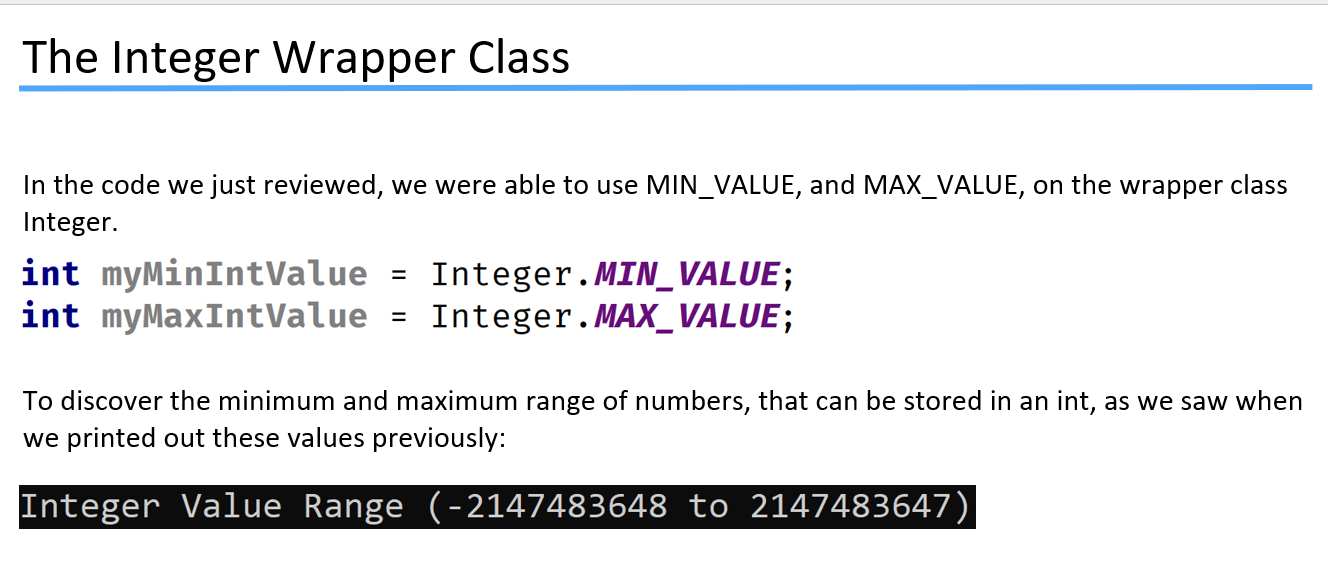 The Integer Wrapper Class
In the code we just reviewed, we were able to use MIN_VALUE, and MAX_VALUE, on the wrapper class
Integer.
int myMinIntValue = Integer.MIN_VALUE;
int myMaxIntValue = Integer.MAX_VALUE;
To discover the minimum and maximum range of numbers, that can be stored in an int, as we saw when
we printed out these values previously:
Integer Value Range (-2147483648 to 2147483647)